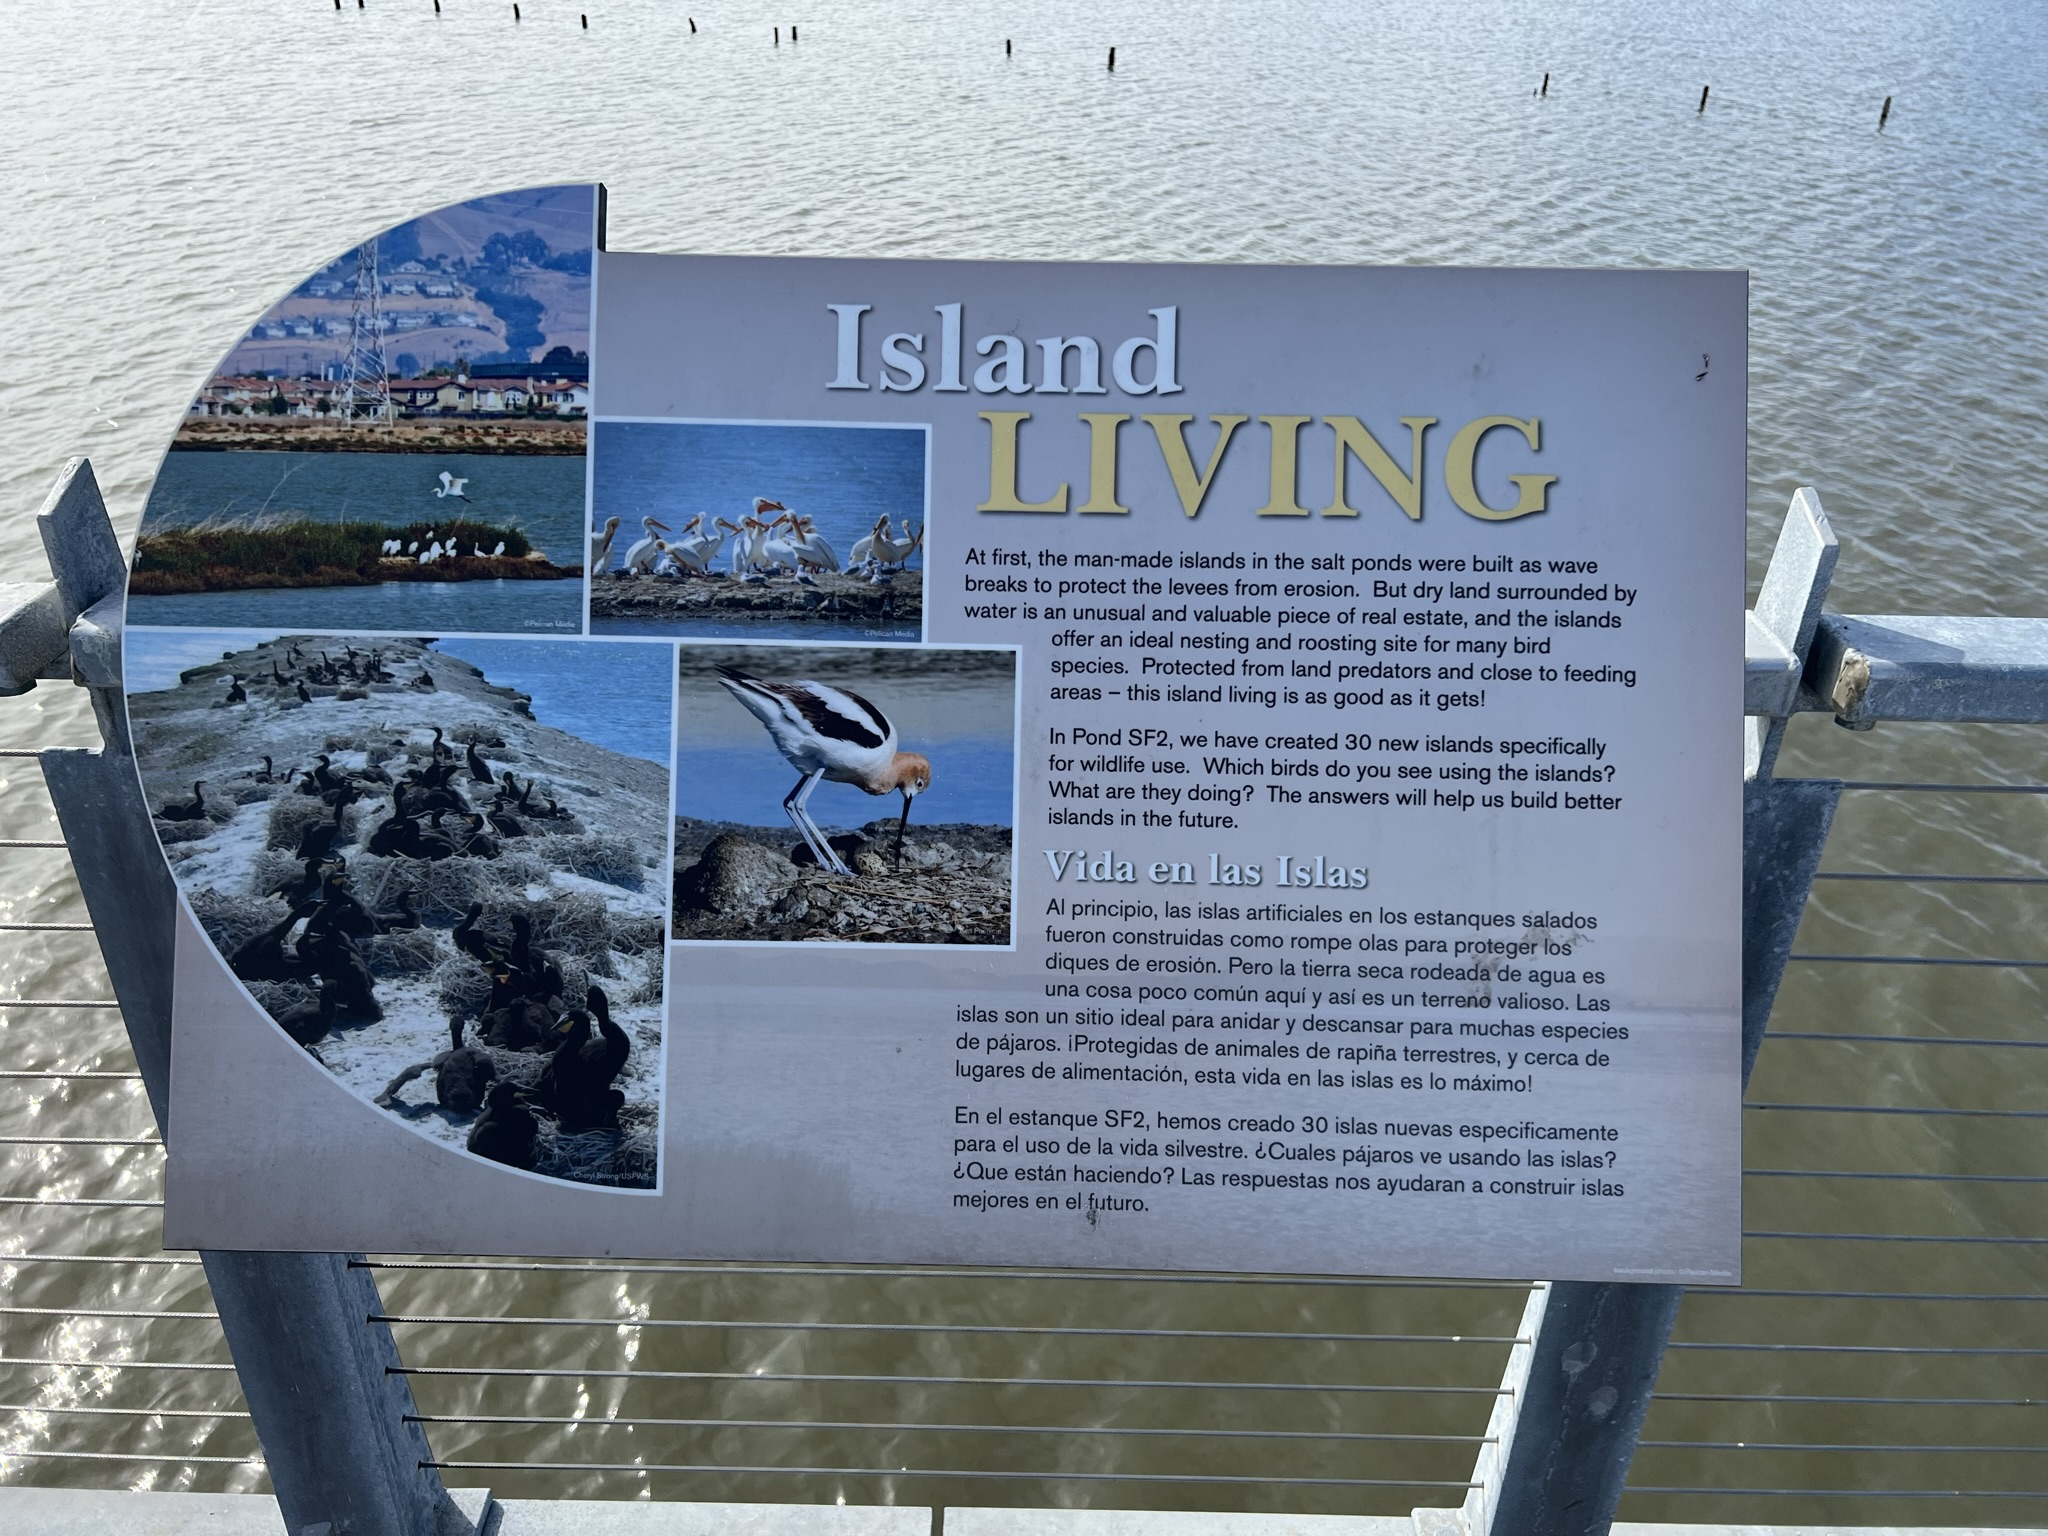 Island
LIVING
At first, the man-made islands in the salt ponds were built as wave
breaks to protect the levees from erosion. But dry land surrounded by
water is an unusual and valuable piece of real estate, and the islands
offer an ideal nesting and roosting site for many bird
species. Protected from land predators and close to feeding
areas – this island living is as good as it gets!
In Pond SF2, we have created 30 new islands specifically
for wildlife use. Which birds do you see using the islands?
What are they doing? The answers will help us build better
islands in the future.
Vida en las Islas
Al principio, las islas artificiales en los estanques salados
fueron construidas como rompe olas para proteger los
diques de erosión. Pero la tierra seca rodeada de agua es
una cosa poco común aquí y así es un terreno valioso. Las
islas son un sitio ideal para anidar y descansar para muchas especies
de pájaros. ¡Protegidas de animales de rapiña terrestres, y cerca de
lugares de alimentación, esta vida en las islas es lo máximo!
En el estanque SF2, hemos creado 30 islas nuevas especificamente
para el uso de la vida silvestre. ¿Cuales pájaros ve usando las islas?
¿Que están haciendo? Las respuestas nos ayudaran a construir islas
mejores en el futuro.
©Pelican Media
©Pelican Media
Cheryl Strong/USFWS
background photo: ©Pelican Media